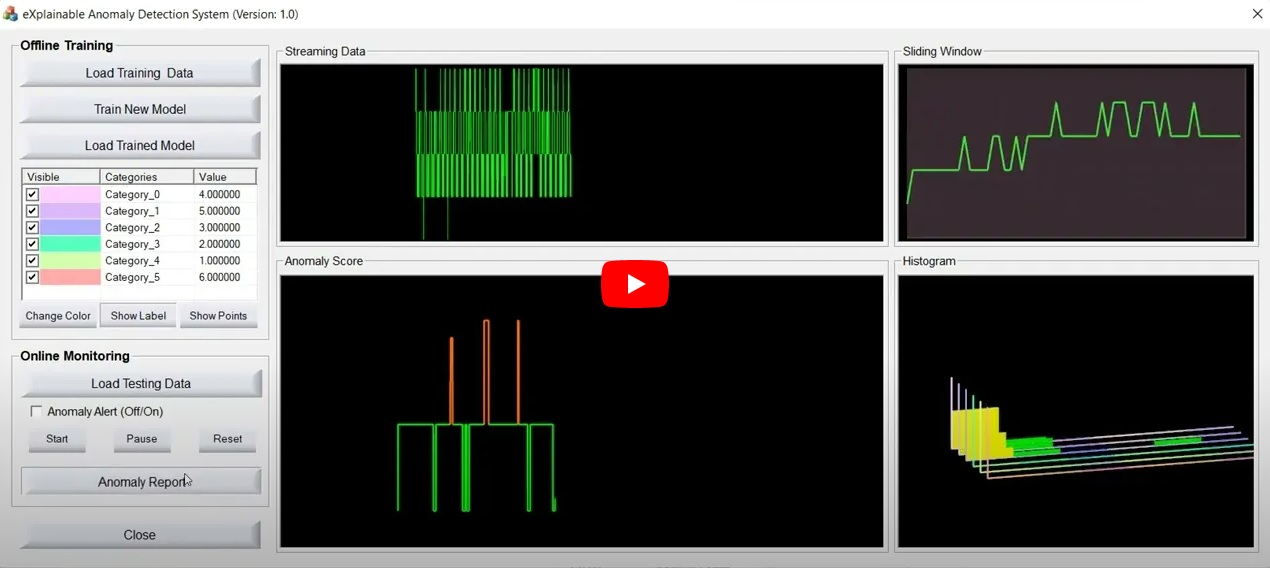 eXplainable Anomaly Detection System (Version: 1.0)
Offline Training
Load Training Data
Train New Model
Load Trained Model
Visible Categories Value
Category_0 4.000000
Category_1 5.000000
Category_2 3.000000
Category_3 2.000000
Category_4 1.000000
Category_5 6.000000
Change Color Show Label Show Points
Online Monitoring
Load Testing Data
Anomaly Alert (Off/On)
Start Pause Reset
Anomaly Report
Close
Streaming Data
Sliding Window
Anomaly Score
Histogram